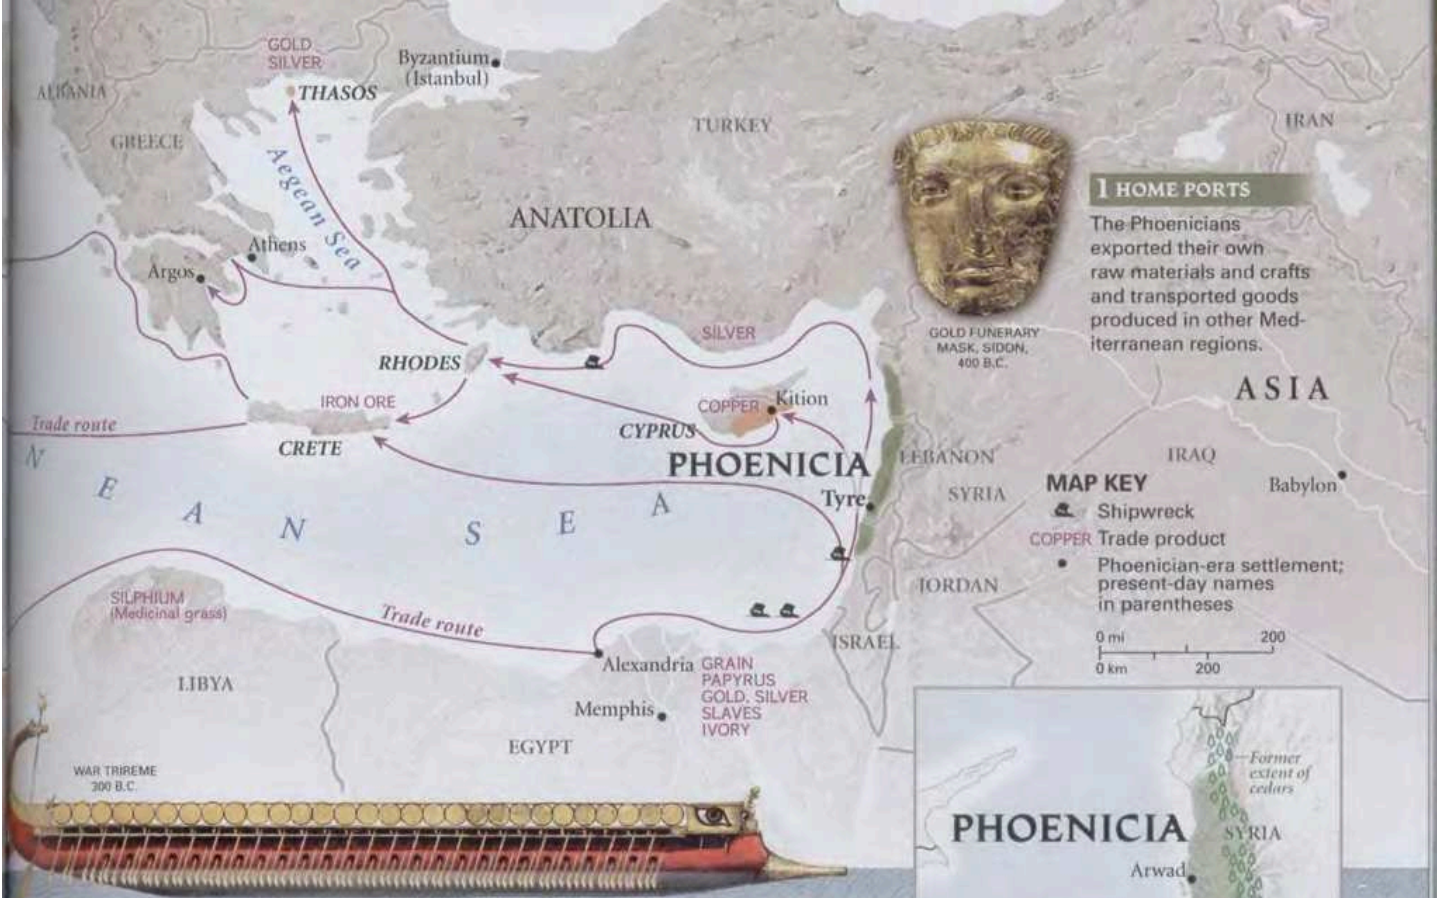 GOLD
SILVER
THASOS
Byzantium
(Istanbul)
ALBANIA
GREECE
TURKEY
IRAN
Aegean Sea
ANATOLIA
Athens
Argos
1 HOME PORTS
The Phoenicians
exported their own
raw materials and crafts
and transported goods
produced in other Med-
iterranean regions.
GOLD FUNERARY
MASK, SIDON,
400 B.C.
SILVER
RHODES
IRON ORE
CRETE
COPPER
Kition
CYPRUS
ASIA
Trade route
PHOENICIA
LEBANON
SYRIA
IRAQ
Babylon
Tyre
N E A N S E A
MAP KEY
Shipwreck
COPPER Trade product
Phoenician-era settlement;
present-day names
in parentheses
0 mi 200
0 km 200
JORDAN
ISRAEL
SILPHIUM
(Medicinal grass)
Trade route
Alexandria
GRAIN
PAPYRUS
GOLD, SILVER
SLAVES
IVORY
Memphis
LIBYA
EGYPT
WAR TRIREME
300 B.C.
Former
extent of
cedars
PHOENICIA
SYRIA
Arwad